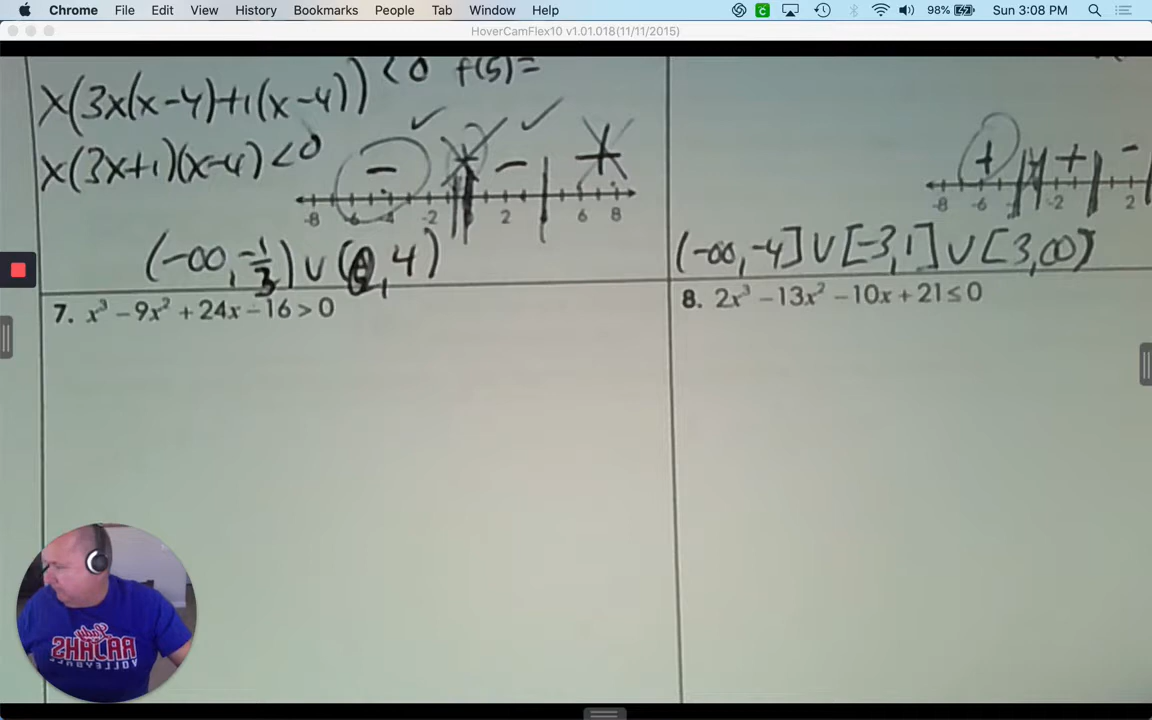 Chrome File Edit View History Bookmarks People Tab Window Help 98% Sun 3:08 PM
HoverCamFlex10 v1.01.018(11/11/2015)
x(3x(x-4)+1(x-4)) <0 f(5)=
x(3x+1)(x-4)<0
− + − +
-8 -6 -4 -2 2 6 8
(-∞, -1/3) ∪ (0, 4)
+ + −
-8 -6 -2 2
(-∞, -4] ∪ [-3, 1] ∪ [3, ∞)
7. x³ − 9x² + 24x − 16 > 0
8. 2x³ − 13x² − 10x + 21 ≤ 0
VOLLEYBALL